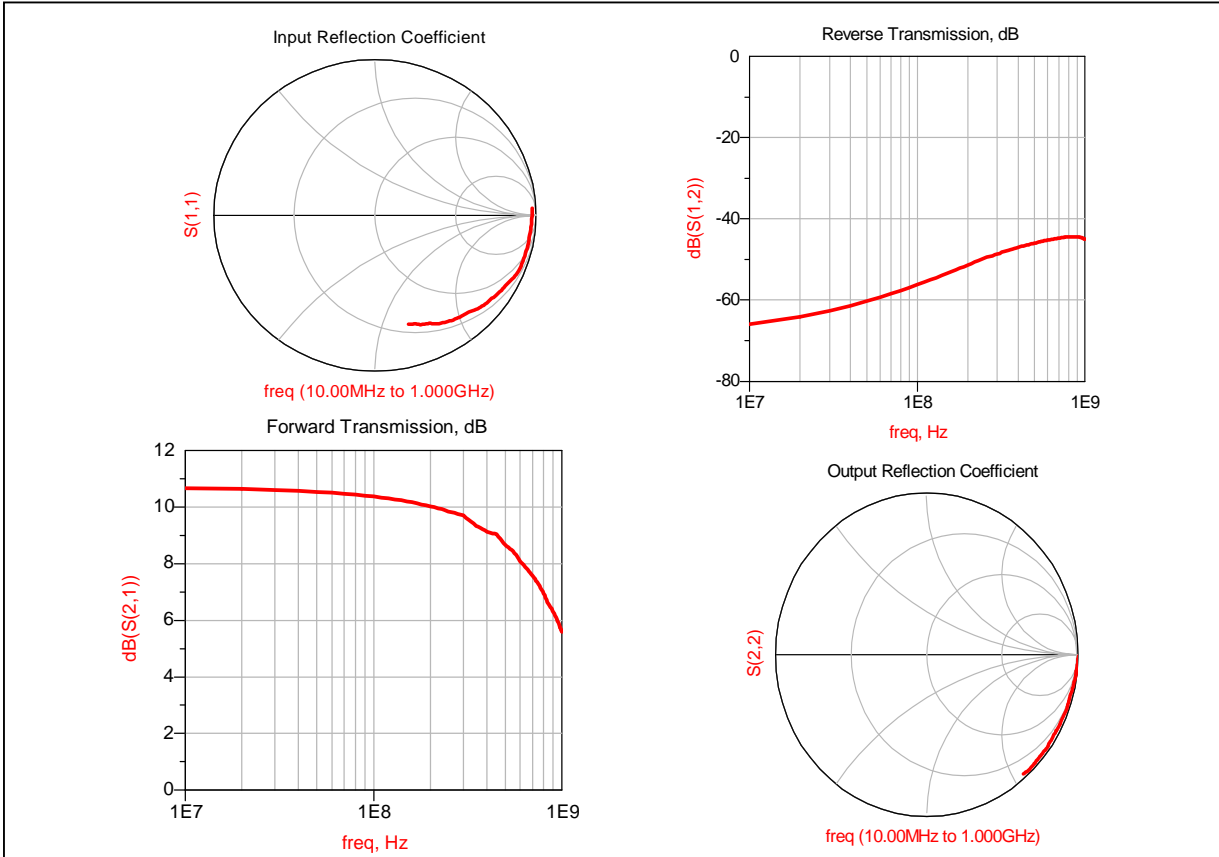 Input Reflection Coefficient
S(1,1)
freq (10.00MHz to 1.000GHz)
Reverse Transmission, dB
0
-20
-40
-60
-80
dB(S(1,2))
1E7
1E8
1E9
freq, Hz
Forward Transmission, dB
12
10
8
6
4
2
0
dB(S(2,1))
1E7
1E8
1E9
freq, Hz
Output Reflection Coefficient
S(2,2)
freq (10.00MHz to 1.000GHz)